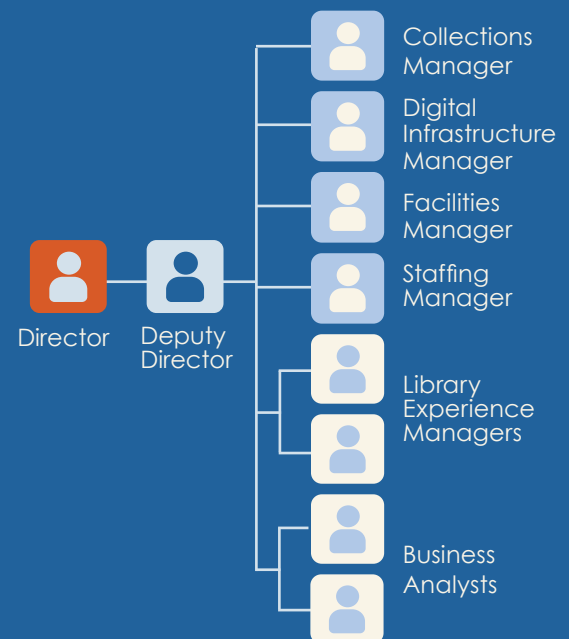 Collections
Manager
Digital
Infrastructure
Manager
Facilities
Manager
Staffing
Manager
Director
Deputy
Director
Library
Experience
Managers
Business
Analysts